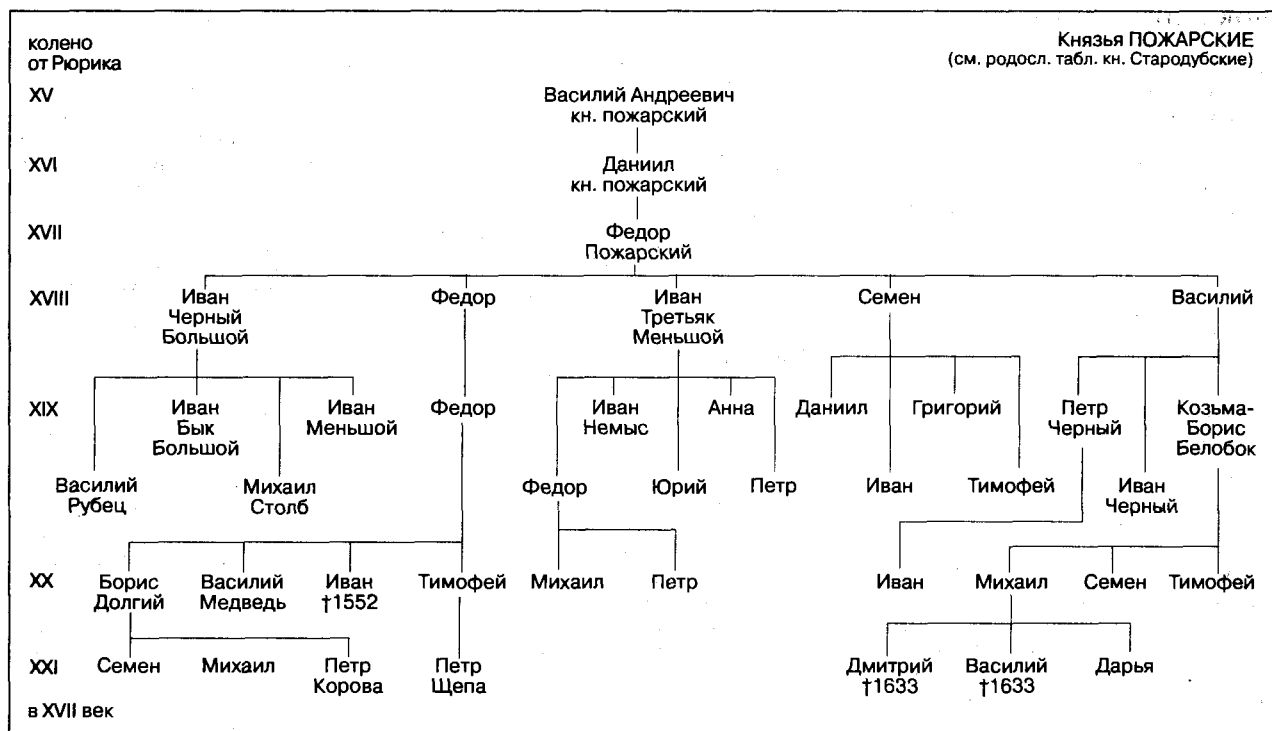 колено
от Рюрика
Князья ПОЖАРСКИЕ
(см. родосл. табл. кн. Стародубские)
XV
Василий Андреевич
кн. пожарский
XVI
Даниил
кн. пожарский
XVII
Федор
Пожарский
XVIII
Иван
Черный
Большой
Федор
Иван
Третьяк
Меньшой
Семен
Василий
XIX
Иван
Бык
Большой
Иван
Меньшой
Федор
Иван
Немыс
Анна
Даниил
Григорий
Петр
Черный
Козьма-
Борис
Белобок
Василий
Рубец
Михаил
Столб
Федор
Юрий
Петр
Иван
Тимофей
Иван
Черный
XX
Борис
Долгий
Василий
Медведь
Иван
†1552
Тимофей
Михаил
Петр
Иван
Михаил
Семен
Тимофей
XXI
Семен
Михаил
Петр
Корова
Петр
Щепа
Дмитрий
†1633
Василий
†1633
Дарья
в XVII век